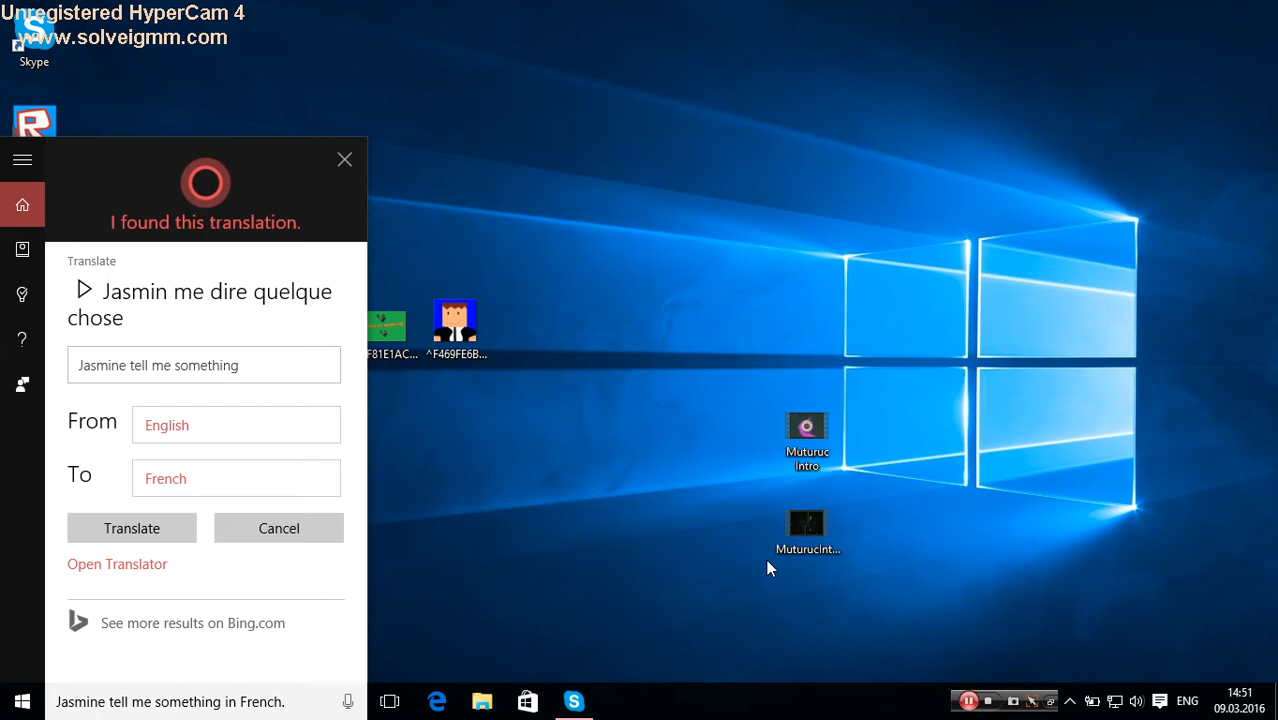 Unregistered HyperCam 4
www.solveigmm.com
Skype
I found this translation.
Translate
Jasmin me dire quelque
chose
Jasmine tell me something
From
English
To
French
Translate
Cancel
Open Translator
See more results on Bing.com
Jasmine tell me something in French.
F81E1AC...
^F469FE6B...
Muturuc
Intro
MuturucInt...
ENG
14:51
09.03.2016